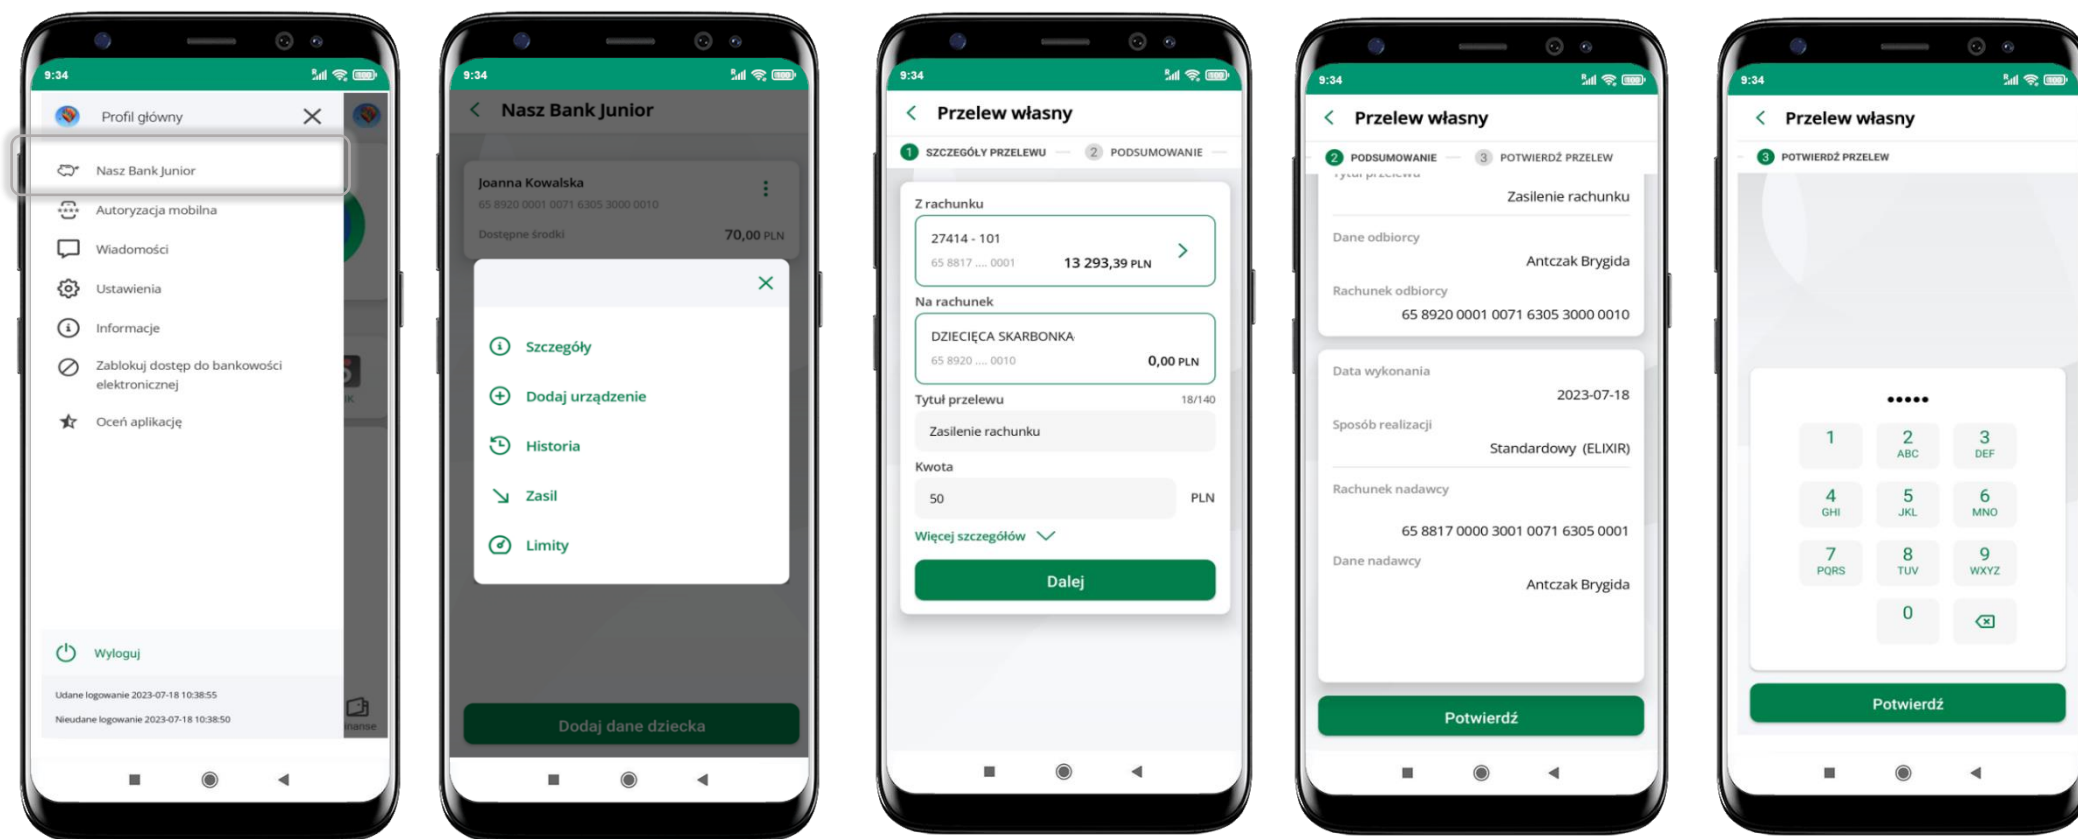 9:34
Profil główny
Nasz Bank Junior
Autoryzacja mobilna
Wiadomości
Ustawienia
Informacje
Zablokuj dostęp do bankowości
elektronicznej
Oceń aplikację
Wyloguj
Udane logowanie 2023-07-18 10:38:55
Nieudane logowanie 2023-07-18 10:38:50
9:34
Nasz Bank Junior
Joanna Kowalska
65 8920 0001 0071 6305 3000 0010
Dostępne środki 70,00 PLN
Szczegóły
Dodaj urządzenie
Historia
Zasil
Limity
Dodaj dane dziecka
9:34
Przelew własny
1 SZCZEGÓŁY PRZELEWU 2 PODSUMOWANIE
Z rachunku
27414 - 101
65 8817 .... 0001 13 293,39 PLN
Na rachunek
DZIECIĘCA SKARBONKA
65 8920 .... 0010 0,00 PLN
Tytuł przelewu 18/140
Zasilenie rachunku
Kwota
50 PLN
Więcej szczegółów
Dalej
9:34
Przelew własny
2 PODSUMOWANIE 3 POTWIERDŹ PRZELEW
Tytuł przelewu
Zasilenie rachunku
Dane odbiorcy
Antczak Brygida
Rachunek odbiorcy
65 8920 0001 0071 6305 3000 0010
Data wykonania
2023-07-18
Sposób realizacji
Standardowy (ELIXIR)
Rachunek nadawcy
65 8817 0000 3001 0071 6305 0001
Dane nadawcy
Antczak Brygida
Potwierdź
9:34
Przelew własny
3 POTWIERDŹ PRZELEW
•••••
1 2 3
ABC DEF
4 5 6
GHI JKL MNO
7 8 9
PQRS TUV WXYZ
0
Potwierdź